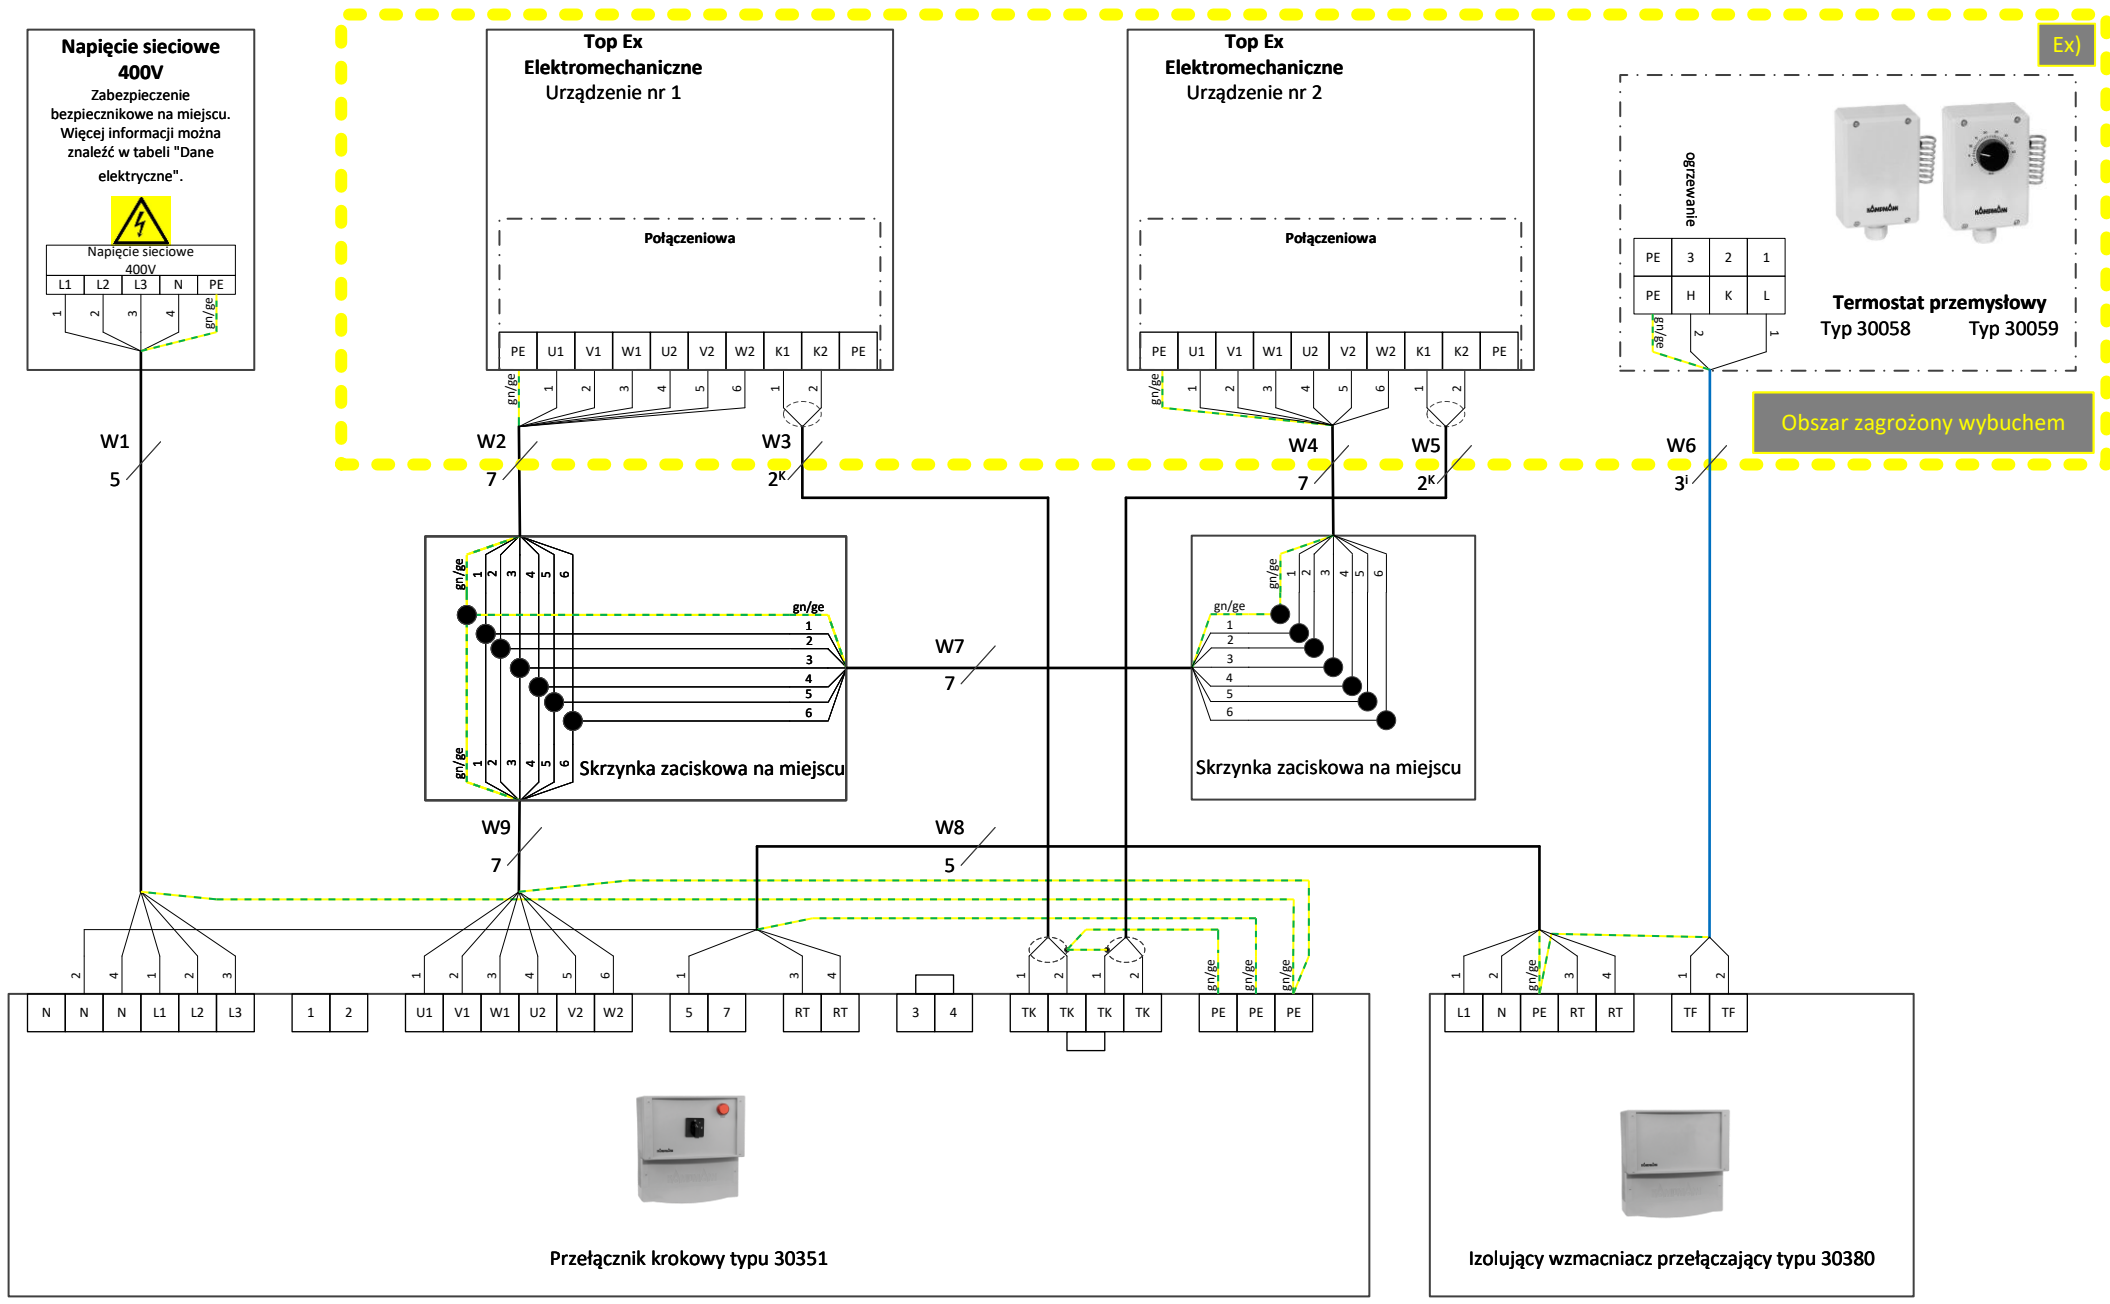 Napięcie sieciowe
400V
Zabezpieczenie
bezpiecznikowe na miejscu.
Więcej informacji można
znaleźć w tabeli "Dane
elektryczne".
Napięcie sieciowe
400V
L1 L2 L3 N PE
1 2 3 4 gn/ge
W1
5
Top Ex
Elektromechaniczne
Urządzenie nr 1
Połączeniowa
PE U1 V1 W1 U2 V2 W2 K1 K2 PE
gn/ge 1 2 3 4 5 6 1 2
W2
7
W3
2K
Top Ex
Elektromechaniczne
Urządzenie nr 2
Połączeniowa
PE U1 V1 W1 U2 V2 W2 K1 K2 PE
gn/ge 1 2 3 4 5 6 1 2
W4
7
W5
2K
Ex)
ogrzewanie
PE 3 2 1
PE H K L
gn/ge 2 1
Termostat przemysłowy
Typ 30058 Typ 30059
Obszar zagrożony wybuchem
W6
3i
gn/ge 1 2 3 4 5 6
gn/ge
1
2
3
4
5
6
gn/ge 1 2 3 4 5 6
Skrzynka zaciskowa na miejscu
W7
7
gn/ge 1 2 3 4 5 6
gn/ge
1
2
3
4
5
6
Skrzynka zaciskowa na miejscu
W9
7
W8
5
2 4 1 2 3
1 2 3 4 5 6
1 3 4
1 2 1 2
gn/ge gn/ge gn/ge
N N N L1 L2 L3
1 2
U1 V1 W1 U2 V2 W2
5 7
RT RT
3 4
TK TK TK TK
PE PE PE
Przełącznik krokowy typu 30351
1 2 gn/ge 3 4
1 2
L1 N PE RT RT
TF TF
Izolujący wzmacniacz przełączający typu 30380